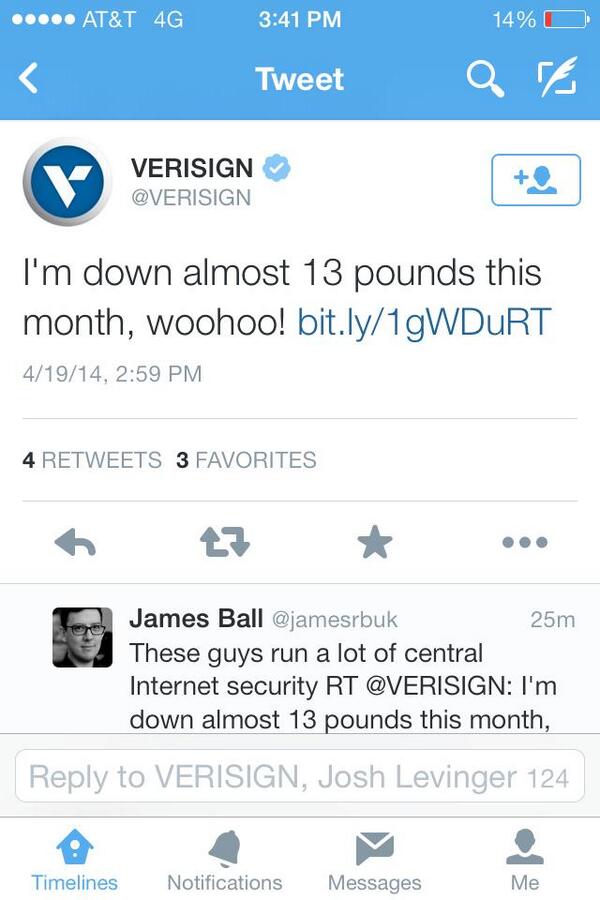 AT&T 4G 3:41 PM 14%
Tweet
VERISIGN
@VERISIGN
I'm down almost 13 pounds this
month, woohoo! bit.ly/1gWDuRT
4/19/14, 2:59 PM
4 RETWEETS 3 FAVORITES
James Ball @jamesrbuk 25m
These guys run a lot of central
Internet security RT @VERISIGN: I'm
down almost 13 pounds this month,
Reply to VERISIGN, Josh Levinger 124
Timelines Notifications Messages Me